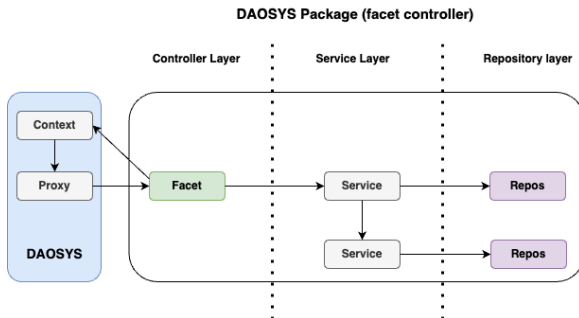 DAOSYS Package (facet controller)
Controller Layer
Service Layer
Repository layer
Context
Proxy
Facet
Service
Repos
DAOSYS
Service
Repos